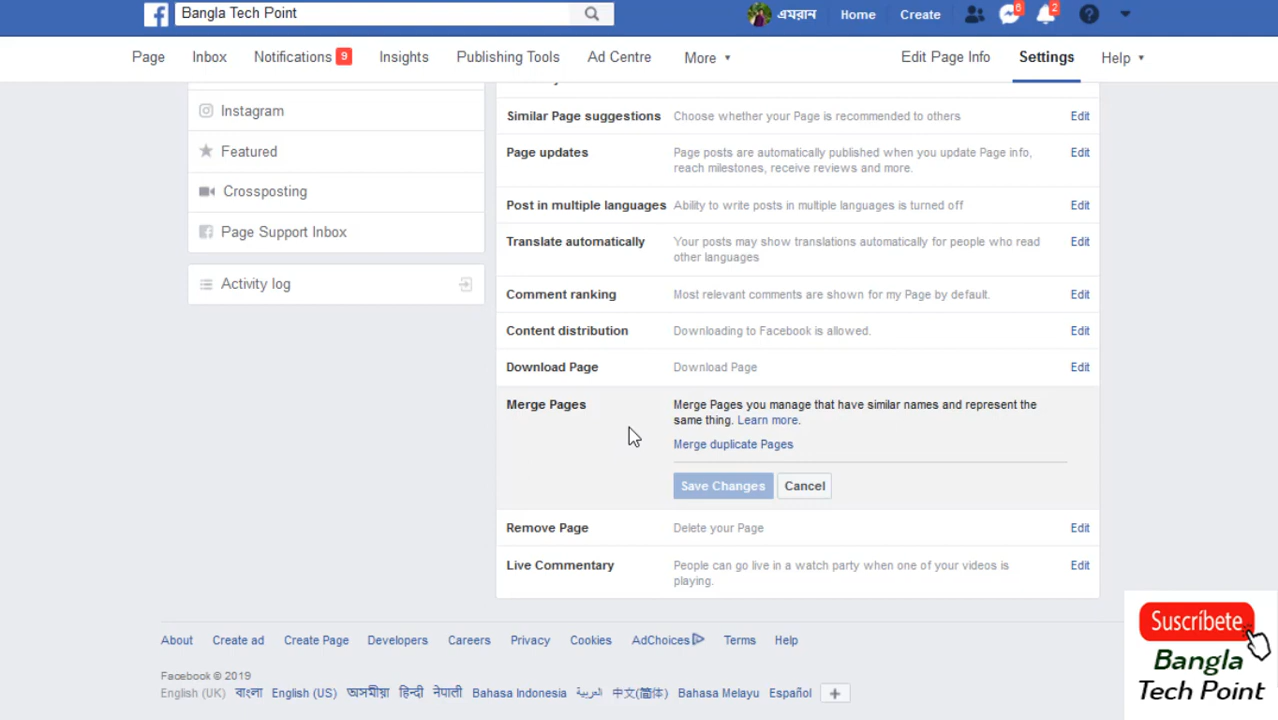 Bangla Tech Point
এমরান
Home
Create
6
2
Page
Inbox
Notifications 9
Insights
Publishing Tools
Ad Centre
More
Edit Page Info
Settings
Help
Instagram
Featured
Crossposting
Page Support Inbox
Activity log
Similar Page suggestions
Choose whether your Page is recommended to others
Edit
Page updates
Page posts are automatically published when you update Page info,
reach milestones, receive reviews and more.
Edit
Post in multiple languages
Ability to write posts in multiple languages is turned off
Edit
Translate automatically
Your posts may show translations automatically for people who read
other languages
Edit
Comment ranking
Most relevant comments are shown for my Page by default.
Edit
Content distribution
Downloading to Facebook is allowed.
Edit
Download Page
Download Page
Edit
Merge Pages
Merge Pages you manage that have similar names and represent the
same thing. Learn more.
Merge duplicate Pages
Save Changes
Cancel
Remove Page
Delete your Page
Edit
Live Commentary
People can go live in a watch party when one of your videos is
playing.
Edit
About
Create ad
Create Page
Developers
Careers
Privacy
Cookies
AdChoices
Terms
Help
Facebook © 2019
English (UK)
বাংলা
English (US)
অসমীয়া
हिन्दी
नेपाली
Bahasa Indonesia
العربية
中文(简体)
Bahasa Melayu
Español
Suscríbete
Bangla
Tech Point